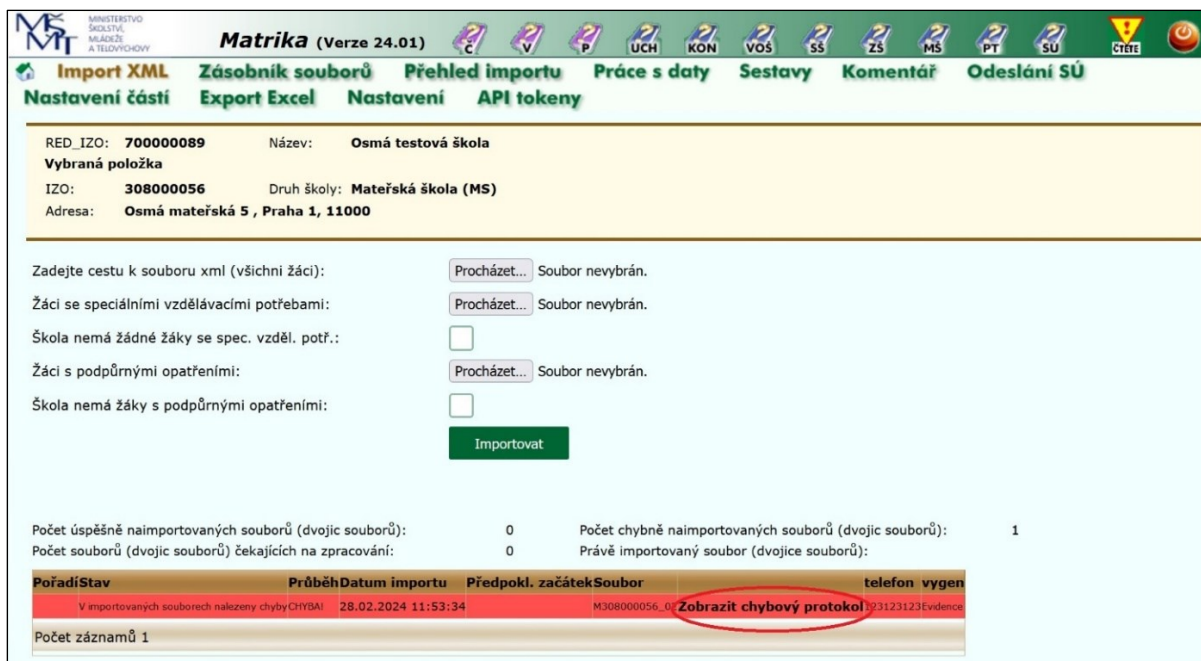 MINISTERSTVO
ŠKOLSTVÍ,
MLÁDEŽE
A TĚLOVÝCHOVY
Matrika (Verze 24.01) Č V P UCH KON VOŠ SŠ ZŠ MŠ PT SÚ ČTĚTE
Import XML Zásobník souborů Přehled importu Práce s daty Sestavy Komentář Odeslání SÚ
Nastavení částí Export Excel Nastavení API tokeny
RED_IZO: 700000089 Název: Osmá testová škola
Vybraná položka
IZO: 308000056 Druh školy: Mateřská škola (MS)
Adresa: Osmá mateřská 5 , Praha 1, 11000
Zadejte cestu k souboru xml (všichni žáci): Procházet... Soubor nevybrán.
Žáci se speciálními vzdělávacími potřebami: Procházet... Soubor nevybrán.
Škola nemá žádné žáky se spec. vzděl. potř.:
Žáci s podpůrnými opatřeními: Procházet... Soubor nevybrán.
Škola nemá žáky s podpůrnými opatřeními:
Importovat
Počet úspěšně naimportovaných souborů (dvojic souborů): 0 Počet chybně naimportovaných souborů (dvojic souborů): 1
Počet souborů (dvojic souborů) čekajících na zpracování: 0 Právě importovaný soubor (dvojice souborů):
Pořadí Stav Průběh Datum importu Předpokl. začátek Soubor telefon vygen
V importovaných souborech nalezeny chyby CHYBA! 28.02.2024 11:53:34 M308000056_0 Zobrazit chybový protokol 123123123 Evidence
Počet záznamů 1